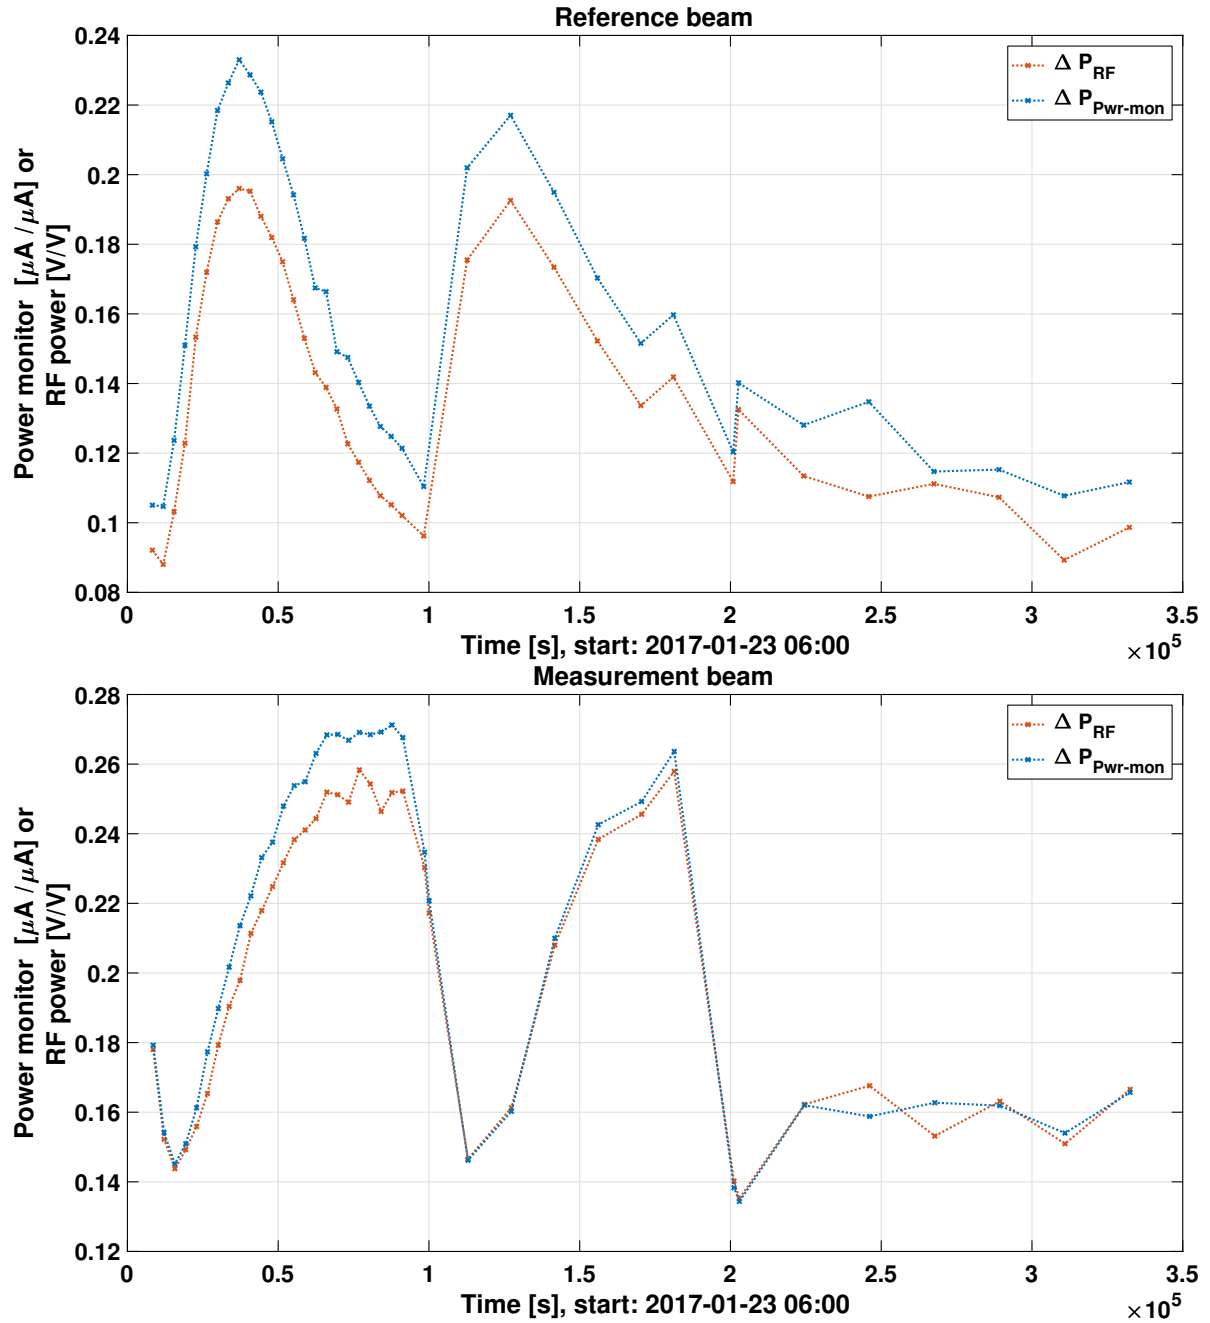 Reference beam
Power monitor [μA /μA] or
RF power [V/V]
0.24
0.22
0.2
0.18
0.16
0.14
0.12
0.1
0.08
Δ P_RF
Δ P_Pwr-mon
0 0.5 1 1.5 2 2.5 3 3.5
Time [s], start: 2017-01-23 06:00
×10^5
Measurement beam
Power monitor [μA /μA] or
RF power [V/V]
0.28
0.26
0.24
0.22
0.2
0.18
0.16
0.14
0.12
Δ P_RF
Δ P_Pwr-mon
0 0.5 1 1.5 2 2.5 3 3.5
Time [s], start: 2017-01-23 06:00
×10^5